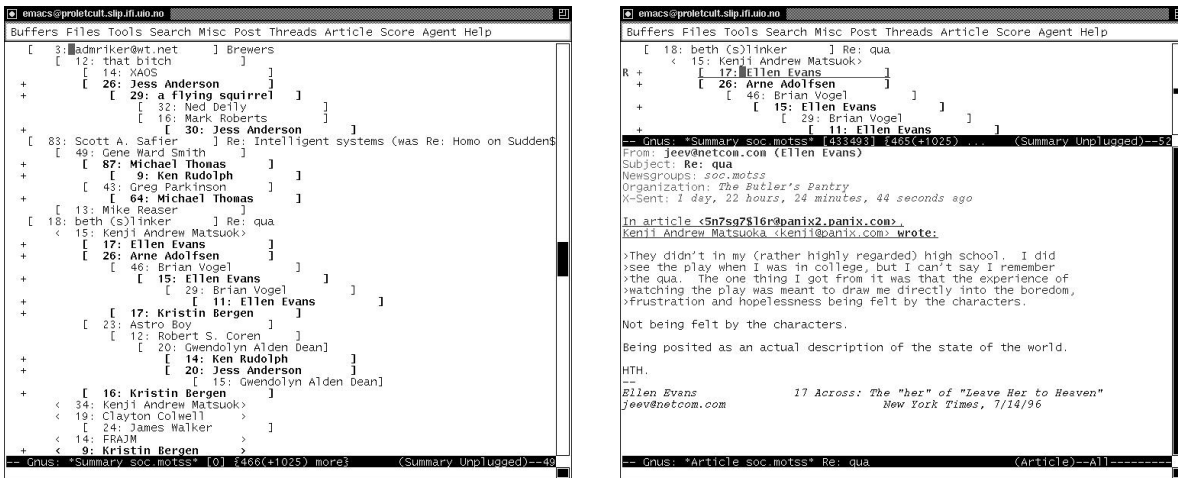 emacs@proletcult.slip.ifi.uio.no
Buffers Files Tools Search Misc Post Threads Article Score Agent Help
[ 3: admriker@wt.net ] Brewers
[ 12: that bitch ]
[ 14: XAOS ]
+ [ 26: Jess Anderson ]
+ [ 29: a flying squirrel ]
[ 32: Ned Deily ]
[ 16: Mark Roberts ]
+ [ 30: Jess Anderson ]
[ 83: Scott A. Safier ] Re: Intelligent systems (was Re: Homo on Sudden$
[ 49: Gene Ward Smith ]
+ [ 87: Michael Thomas ]
+ [ 9: Ken Rudolph ]
[ 43: Greg Parkinson ]
+ [ 64: Michael Thomas ]
[ 13: Mike Reaser ]
[ 18: beth (s)linker ] Re: qua
< 15: Kenji Andrew Matsuok>
+ [ 17: Ellen Evans ]
+ [ 26: Arne Adolfsen ]
[ 46: Brian Vogel ]
+ [ 15: Ellen Evans ]
[ 29: Brian Vogel ]
+ [ 11: Ellen Evans ]
+ [ 17: Kristin Bergen ]
[ 23: Astro Boy ]
[ 12: Robert S. Coren ]
[ 20: Gwendolyn Alden Dean]
+ [ 14: Ken Rudolph ]
+ [ 20: Jess Anderson ]
[ 15: Gwendolyn Alden Dean]
+ [ 16: Kristin Bergen ]
< 34: Kenji Andrew Matsuok>
< 19: Clayton Colwell >
[ 24: James Walker ]
< 14: FRAJM >
+ < 9: Kristin Bergen >
-- Gnus: *Summary soc.motss* [0] {466(+1025) more} (Summary Unplugged)--49
emacs@proletcult.slip.ifi.uio.no
Buffers Files Tools Search Misc Post Threads Article Score Agent Help
[ 18: beth (s)linker ] Re: qua
< 15: Kenji Andrew Matsuok>
R + [ 17: Ellen Evans ]
+ [ 26: Arne Adolfsen ]
[ 46: Brian Vogel ]
+ [ 15: Ellen Evans ]
[ 29: Brian Vogel ]
+ [ 11: Ellen Evans ]
-- Gnus: *Summary soc.motss* [433493] {465(+1025) ... (Summary Unplugged)--52
From: jeev@netcom.com (Ellen Evans)
Subject: Re: qua
Newsgroups: soc.motss
Organization: The Butler's Pantry
X-Sent: 1 day, 22 hours, 24 minutes, 44 seconds ago
In article <5n7sg7$l6r@panix2.panix.com>,
Kenji Andrew Matsuoka <kenji@panix.com> wrote:
>They didn't in my (rather highly regarded) high school. I did
>see the play when I was in college, but I can't say I remember
>the qua. The one thing I got from it was that the experience of
>watching the play was meant to draw me directly into the boredom,
>frustration and hopelessness being felt by the characters.
Not being felt by the characters.
Being posited as an actual description of the state of the world.
HTH.
--
Ellen Evans 17 Across: The "her" of "Leave Her to Heaven"
jeev@netcom.com New York Times, 7/14/96
-- Gnus: *Article soc.motss* Re: qua (Article)--All---------